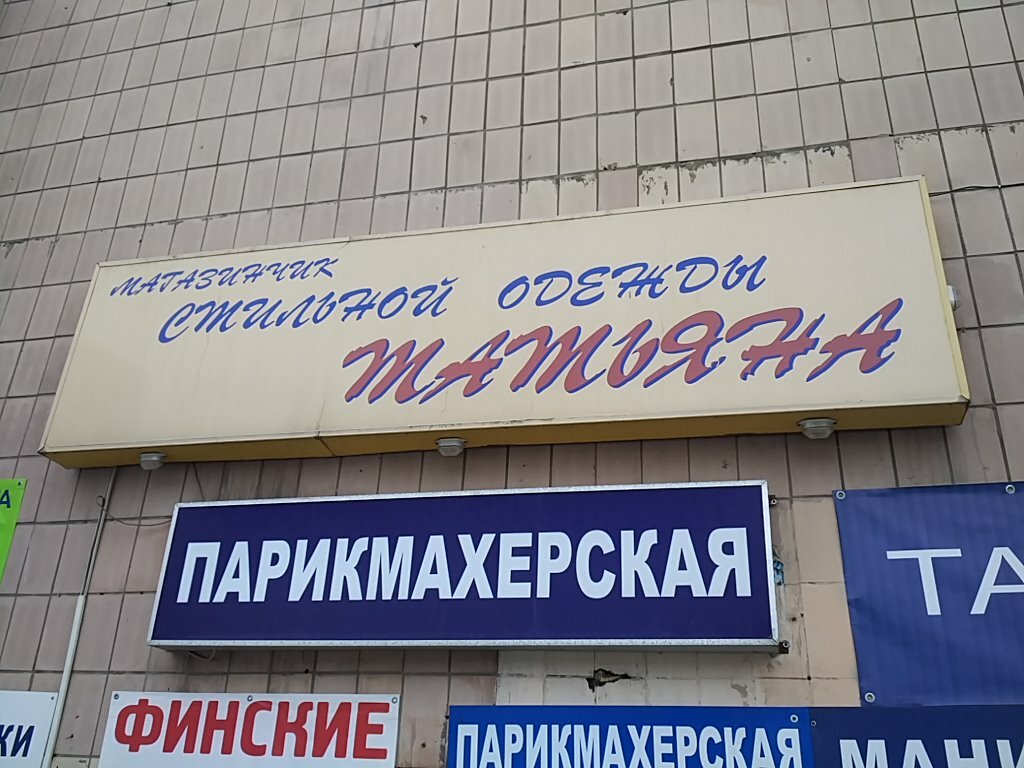 МАГАЗИНЧИК
СТИЛЬНОЙ ОДЕЖДЫ
ТАТЬЯНА
ПАРИКМАХЕРСКАЯ
ФИНСКИЕ
ПАРИКМАХЕРСКАЯ